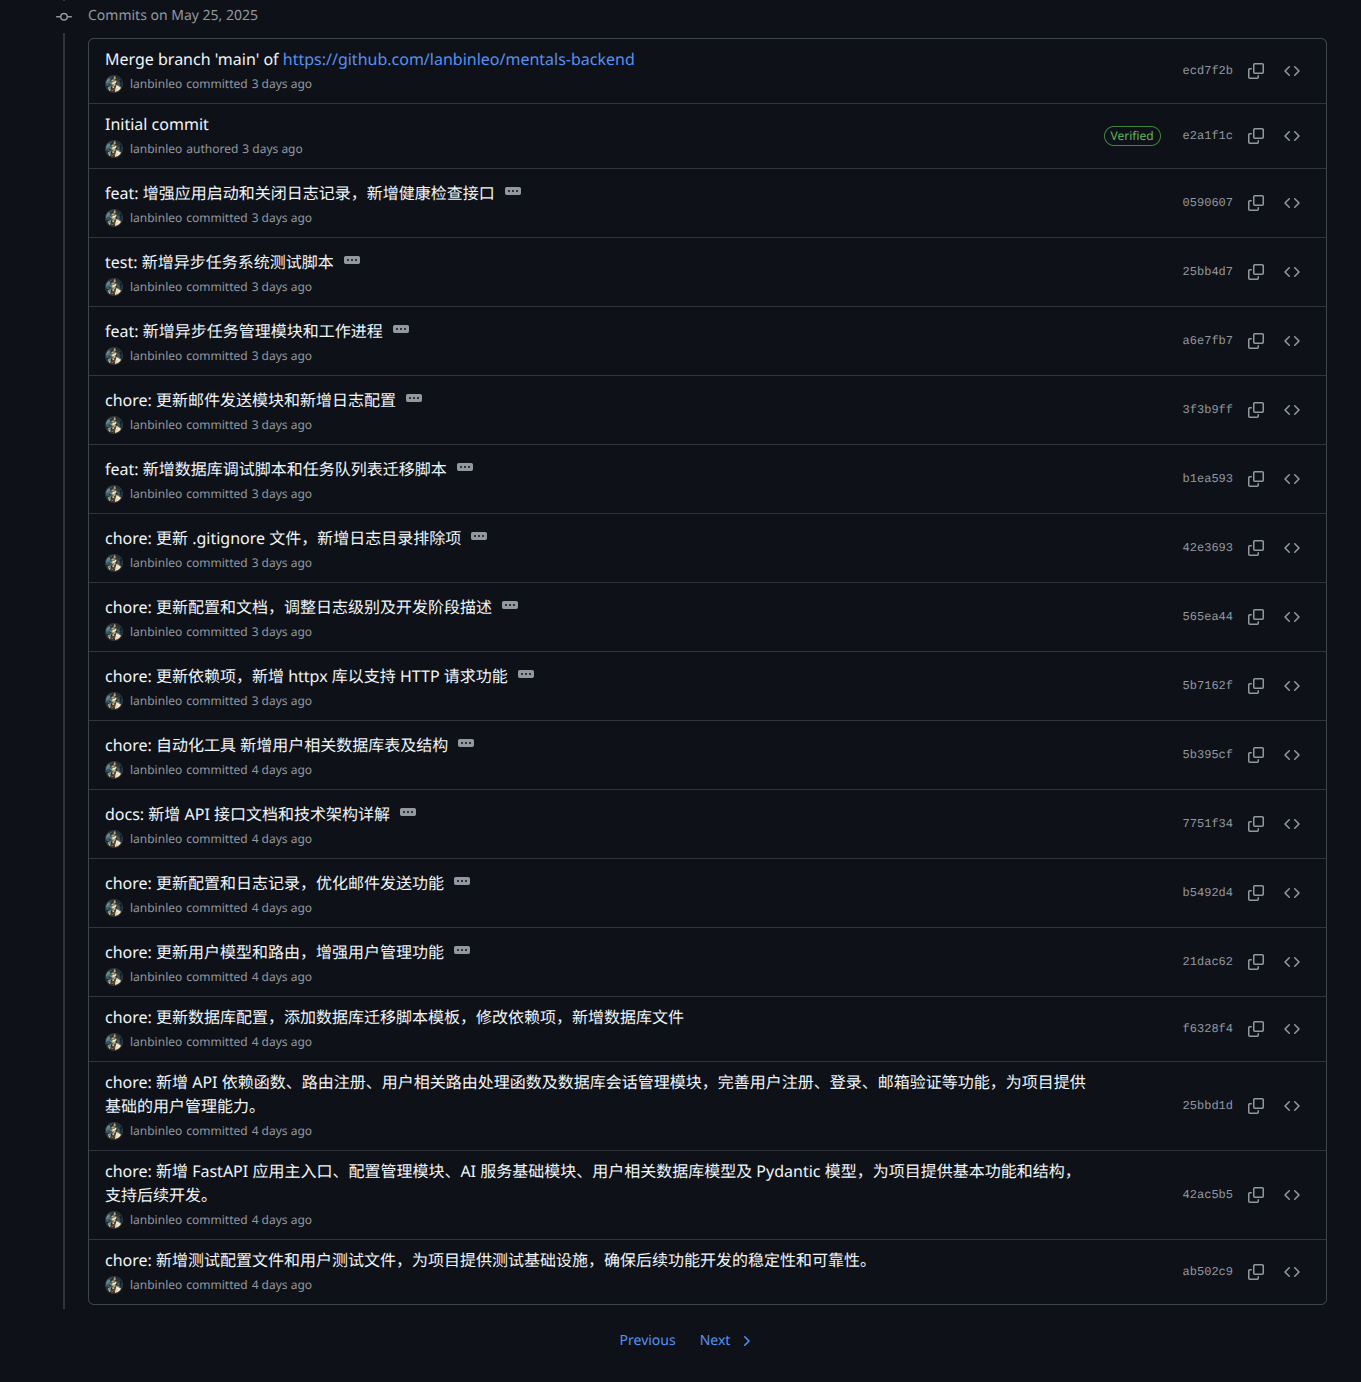 Commits on May 25, 2025
Merge branch 'main' of https://github.com/lanbinleo/mentals-backend
lanbinleo committed 3 days ago
ecd7f2b
Initial commit
lanbinleo authored 3 days ago
Verified
e2a1f1c
feat: 增强应用启动和关闭日志记录，新增健康检查接口
lanbinleo committed 3 days ago
0590607
test: 新增异步任务系统测试脚本
lanbinleo committed 3 days ago
25bb4d7
feat: 新增异步任务管理模块和工作进程
lanbinleo committed 3 days ago
a6e7fb7
chore: 更新邮件发送模块和新增日志配置
lanbinleo committed 3 days ago
3f3b9ff
feat: 新增数据库调试脚本和任务队列表迁移脚本
lanbinleo committed 3 days ago
b1ea593
chore: 更新 .gitignore 文件，新增日志目录排除项
lanbinleo committed 3 days ago
42e3693
chore: 更新配置和文档，调整日志级别及开发阶段描述
lanbinleo committed 3 days ago
565ea44
chore: 更新依赖项，新增 httpx 库以支持 HTTP 请求功能
lanbinleo committed 3 days ago
5b7162f
chore: 自动化工具 新增用户相关数据库表及结构
lanbinleo committed 4 days ago
5b395cf
docs: 新增 API 接口文档和技术架构详解
lanbinleo committed 4 days ago
7751f34
chore: 更新配置和日志记录，优化邮件发送功能
lanbinleo committed 4 days ago
b5492d4
chore: 更新用户模型和路由，增强用户管理功能
lanbinleo committed 4 days ago
21dac62
chore: 更新数据库配置，添加数据库迁移脚本模板，修改依赖项，新增数据库文件
lanbinleo committed 4 days ago
f6328f4
chore: 新增 API 依赖函数、路由注册、用户相关路由处理函数及数据库会话管理模块，完善用户注册、登录、邮箱验证等功能，为项目提供
基础的用户管理能力。
lanbinleo committed 4 days ago
25bbd1d
chore: 新增 FastAPI 应用主入口、配置管理模块、AI 服务基础模块、用户相关数据库模型及 Pydantic 模型，为项目提供基本功能和结构，
支持后续开发。
lanbinleo committed 4 days ago
42ac5b5
chore: 新增测试配置文件和用户测试文件，为项目提供测试基础设施，确保后续功能开发的稳定性和可靠性。
lanbinleo committed 4 days ago
ab502c9
Previous Next